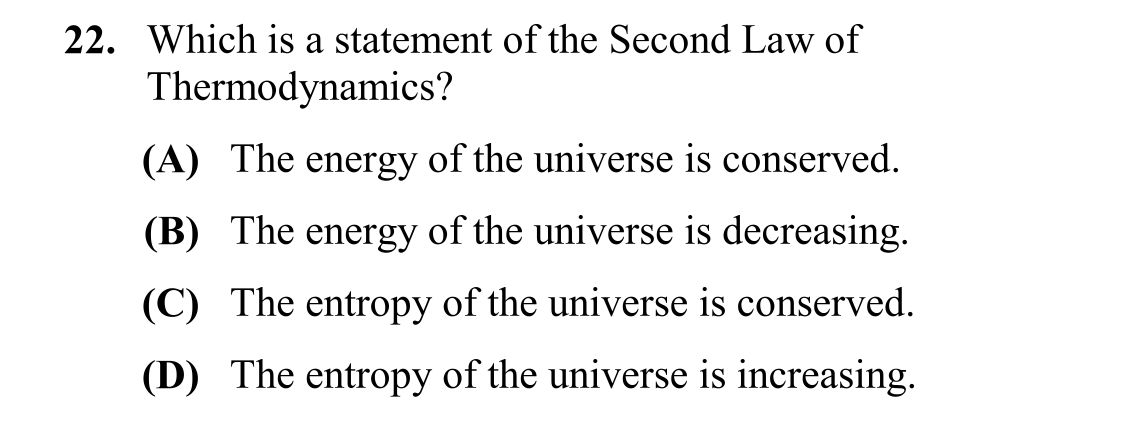 22. Which is a statement of the Second Law of
Thermodynamics?
(A) The energy of the universe is conserved.
(B) The energy of the universe is decreasing.
(C) The entropy of the universe is conserved.
(D) The entropy of the universe is increasing.